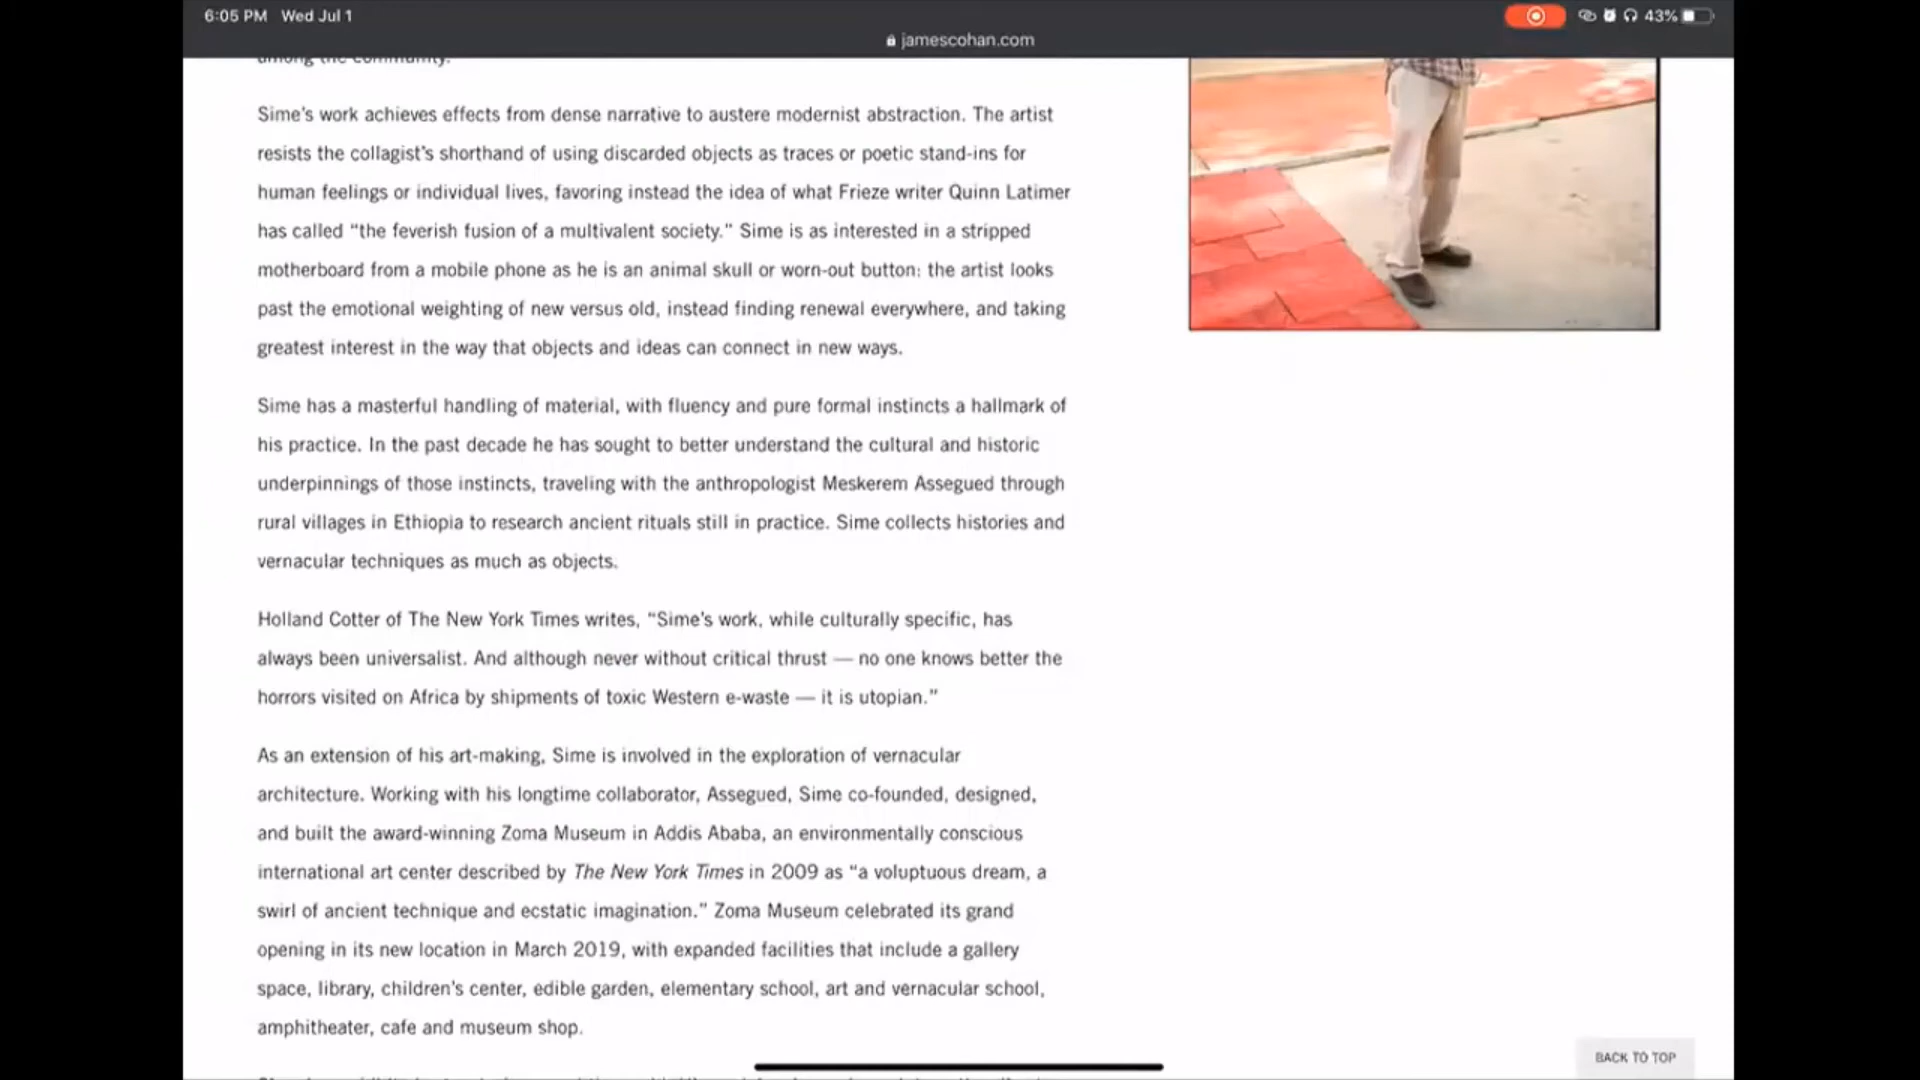 6:05 PM Wed Jul 1
43%
jamescohan.com
among the community.
Sime's work achieves effects from dense narrative to austere modernist abstraction. The artist
resists the collagist's shorthand of using discarded objects as traces or poetic stand-ins for
human feelings or individual lives, favoring instead the idea of what Frieze writer Quinn Latimer
has called “the feverish fusion of a multivalent society.” Sime is as interested in a stripped
motherboard from a mobile phone as he is an animal skull or worn-out button: the artist looks
past the emotional weighting of new versus old, instead finding renewal everywhere, and taking
greatest interest in the way that objects and ideas can connect in new ways.
Sime has a masterful handling of material, with fluency and pure formal instincts a hallmark of
his practice. In the past decade he has sought to better understand the cultural and historic
underpinnings of those instincts, traveling with the anthropologist Meskerem Assegued through
rural villages in Ethiopia to research ancient rituals still in practice. Sime collects histories and
vernacular techniques as much as objects.
Holland Cotter of The New York Times writes, “Sime's work, while culturally specific, has
always been universalist. And although never without critical thrust — no one knows better the
horrors visited on Africa by shipments of toxic Western e-waste — it is utopian.”
As an extension of his art-making, Sime is involved in the exploration of vernacular
architecture. Working with his longtime collaborator, Assegued, Sime co-founded, designed,
and built the award-winning Zoma Museum in Addis Ababa, an environmentally conscious
international art center described by The New York Times in 2009 as “a voluptuous dream, a
swirl of ancient technique and ecstatic imagination.” Zoma Museum celebrated its grand
opening in its new location in March 2019, with expanded facilities that include a gallery
space, library, children's center, edible garden, elementary school, art and vernacular school,
amphitheater, cafe and museum shop.
BACK TO TOP